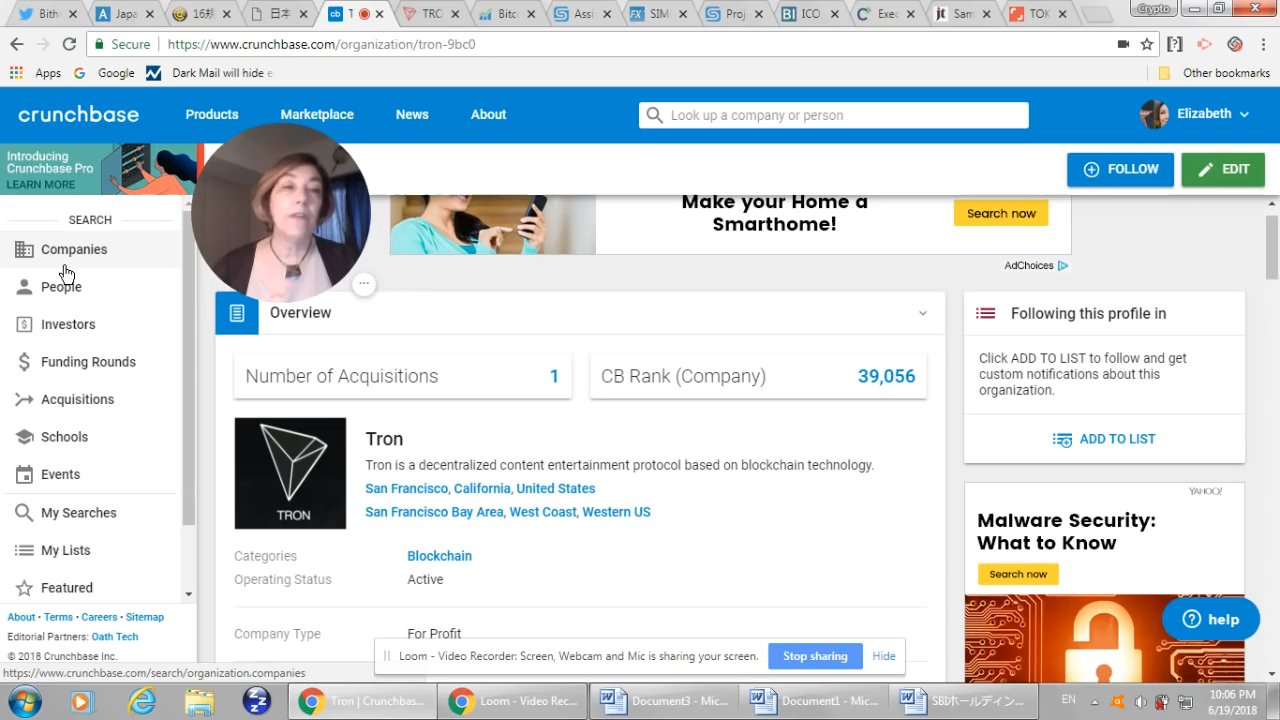 Bith
Japa
16規
日本
T
TRO
Bitc
Assi
SIM
Proj
ICO
Exec
Sam
TOK
Crypto
Secure
https://www.crunchbase.com/organization/tron-9bc0
Apps
Google
Dark Mail will hide e
Other bookmarks
crunchbase
Products
Marketplace
News
About
Look up a company or person
Elizabeth
Introducing
Crunchbase Pro
LEARN MORE
FOLLOW
EDIT
SEARCH
Companies
People
Investors
Funding Rounds
Acquisitions
Schools
Events
My Searches
My Lists
Featured
About • Terms • Careers • Sitemap
Editorial Partners: Oath Tech
© 2018 Crunchbase Inc.
Make your Home a
Smarthome!
Search now
AdChoices
Overview
Number of Acquisitions 1
CB Rank (Company) 39,056
TRON
Tron
Tron is a decentralized content entertainment protocol based on blockchain technology.
San Francisco, California, United States
San Francisco Bay Area, West Coast, Western US
Categories Blockchain
Operating Status Active
Company Type For Profit
Following this profile in
Click ADD TO LIST to follow and get
custom notifications about this
organization.
ADD TO LIST
YAHOO!
Malware Security:
What to Know
Search now
help
Loom - Video Recorder: Screen, Webcam and Mic is sharing your screen.
Stop sharing
Hide
https://www.crunchbase.com/search/organization.companies
Tron | Crunchbas...
Loom - Video Rec...
Document3 - Mic...
Document1 - Mic...
SBIホールディン...
EN
10:06 PM
6/19/2018